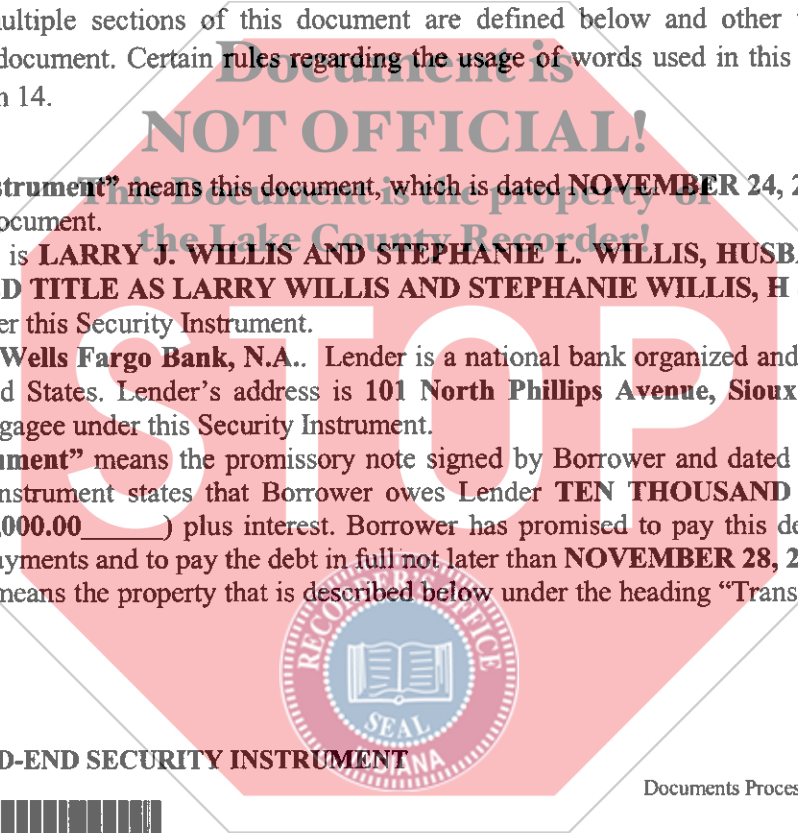 ultiple sections of this document are defined below and other
document. Certain rules regarding the usage of words used in this
n 14.
Document is
NOT OFFICIAL!
This Document is the property of
the Lake County Recorder!
strument” means this document, which is dated NOVEMBER 24, 2
ocument.
is LARRY J. WILLIS AND STEPHANIE L. WILLIS, HUSBA
D TITLE AS LARRY WILLIS AND STEPHANIE WILLIS, H
er this Security Instrument.
Wells Fargo Bank, N.A.. Lender is a national bank organized and
d States. Lender’s address is 101 North Phillips Avenue, Sioux
gagee under this Security Instrument.
ument” means the promissory note signed by Borrower and dated
nstrument states that Borrower owes Lender TEN THOUSAND
,000.00______) plus interest. Borrower has promised to pay this de
ayments and to pay the debt in full not later than NOVEMBER 28, 2
means the property that is described below under the heading “Trans
STOP
RECORDER'S OFFICE
SEAL
INDIANA
D-END SECURITY INSTRUMENT
Documents Proces